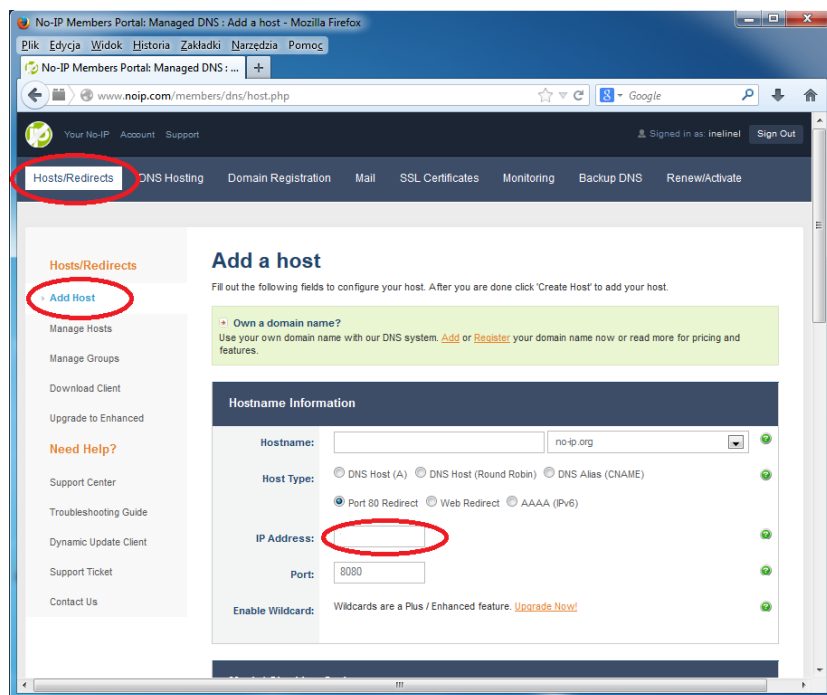 No-IP Members Portal: Managed DNS : Add a host - Mozilla Firefox
Plik Edycja Widok Historia Zakładki Narzędzia Pomoc
No-IP Members Portal: Managed DNS : ... +
www.noip.com/members/dns/host.php
8 Google
Your No-IP Account Support
Signed in as: inelinel Sign Out
Hosts/Redirects DNS Hosting Domain Registration Mail SSL Certificates Monitoring Backup DNS Renew/Activate
Hosts/Redirects
Add Host
Manage Hosts
Manage Groups
Download Client
Upgrade to Enhanced
Need Help?
Support Center
Troubleshooting Guide
Dynamic Update Client
Support Ticket
Contact Us
Add a host
Fill out the following fields to configure your host. After you are done click 'Create Host' to add your host.
Own a domain name?
Use your own domain name with our DNS system. Add or Register your domain name now or read more for pricing and
features.
Hostname Information
Hostname: no-ip.org
Host Type: DNS Host (A) DNS Host (Round Robin) DNS Alias (CNAME)
Port 80 Redirect Web Redirect AAAA (IPv6)
IP Address:
Port: 8080
Enable Wildcard: Wildcards are a Plus / Enhanced feature. Upgrade Now!